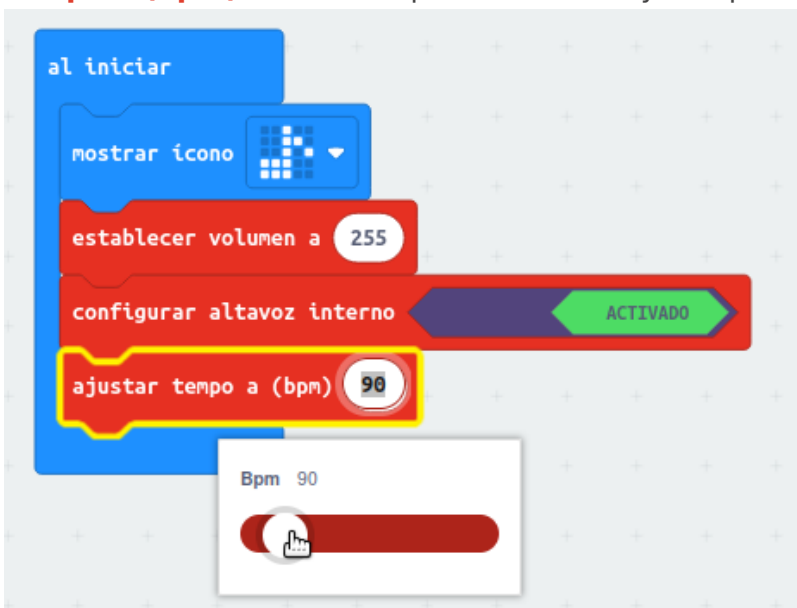 al iniciar
mostrar ícono
establecer volumen a 255
configurar altavoz interno ACTIVADO
ajustar tempo a (bpm) 90
Bpm 90